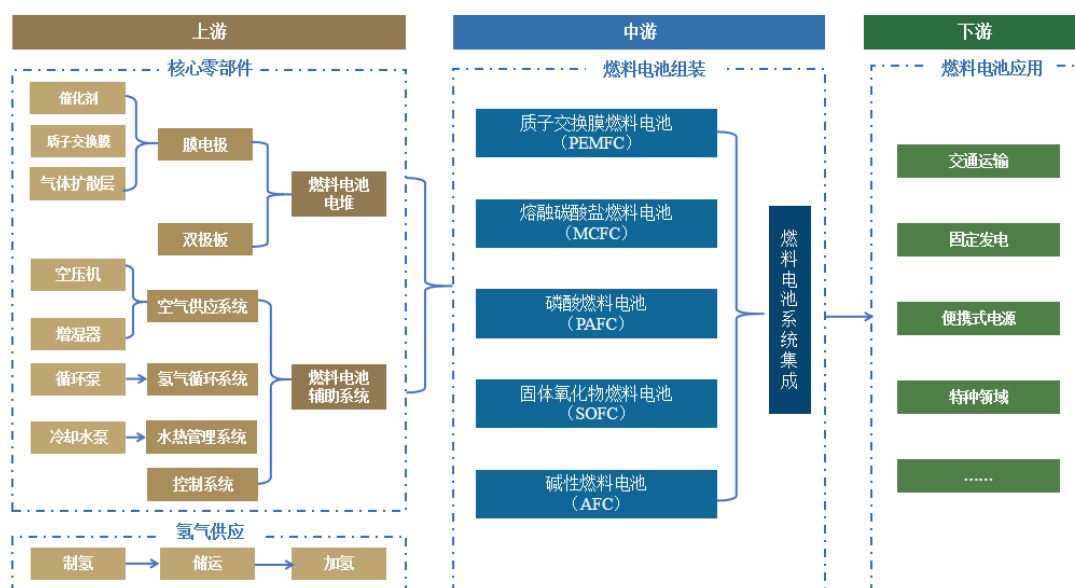 上游
中游
下游
核心零部件
催化剂
质子交换膜
气体扩散层
膜电极
双极板
燃料电池
电堆
空压机
增湿器
空气供应系统
循环泵
氢气循环系统
冷却水泵
水热管理系统
控制系统
燃料电池
辅助系统
氢气供应
制氢
储运
加氢
燃料电池组装
质子交换膜燃料电池
（PEMFC）
熔融碳酸盐燃料电池
（MCFC）
磷酸燃料电池
（PAFC）
固体氧化物燃料电池
（SOFC）
碱性燃料电池
（AFC）
燃料电池系统集成
燃料电池应用
交通运输
固定发电
便携式电源
特种领域
……